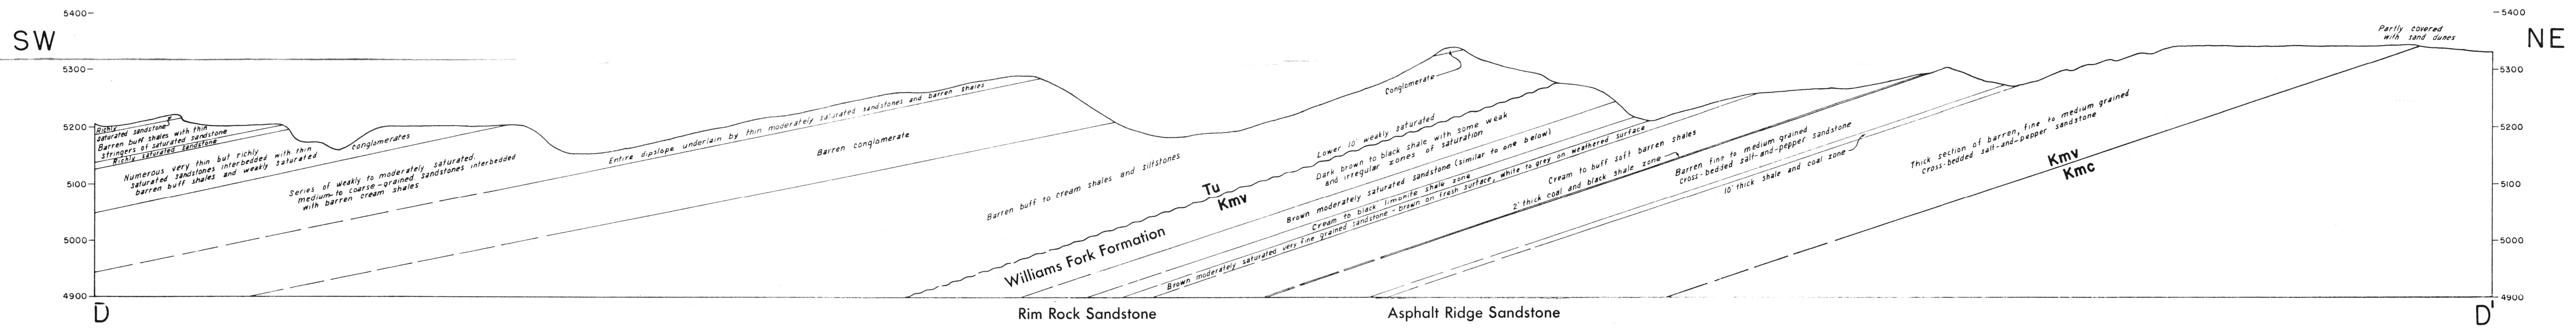 SW
NE
5400
5300
5200
5100
5000
4900
5400
5300
5200
5100
5000
4900
D
D'
Richly
saturated sandstone
Barren buff shales with thin
stringers of saturated sandstone
Richly saturated sandstone
Numerous very thin but richly
saturated sandstones interbedded with thin
barren buff shales and weakly saturated
conglomerates
Series of weakly to moderately saturated,
medium- to coarse-grained sandstones interbedded
with barren cream shales
Entire dipslope underlain by thin moderately saturated sandstones and barren shales
Barren conglomerate
Barren buff to cream shales and siltstones
Conglomerate
Lower 10' weakly saturated
Tu
Kmv
Williams Fork Formation
Dark brown to black shale with some weak
and irregular zones of saturation
Brown moderately saturated sandstone (similar to one below)
Cream to black limonite shale zone
Brown moderately saturated very fine grained sandstone - brown on fresh surface, white to grey on weathered surface
Cream to buff soft barren shales
2' thick coal and black shale zone
Barren fine to medium grained
cross-bedded salt-and-pepper sandstone
10' thick shale and coal zone
Thick section of barren, fine to medium grained
cross-bedded salt-and-pepper sandstone
Kmv
Kmc
Partly covered
with sand dunes
Rim Rock Sandstone
Asphalt Ridge Sandstone